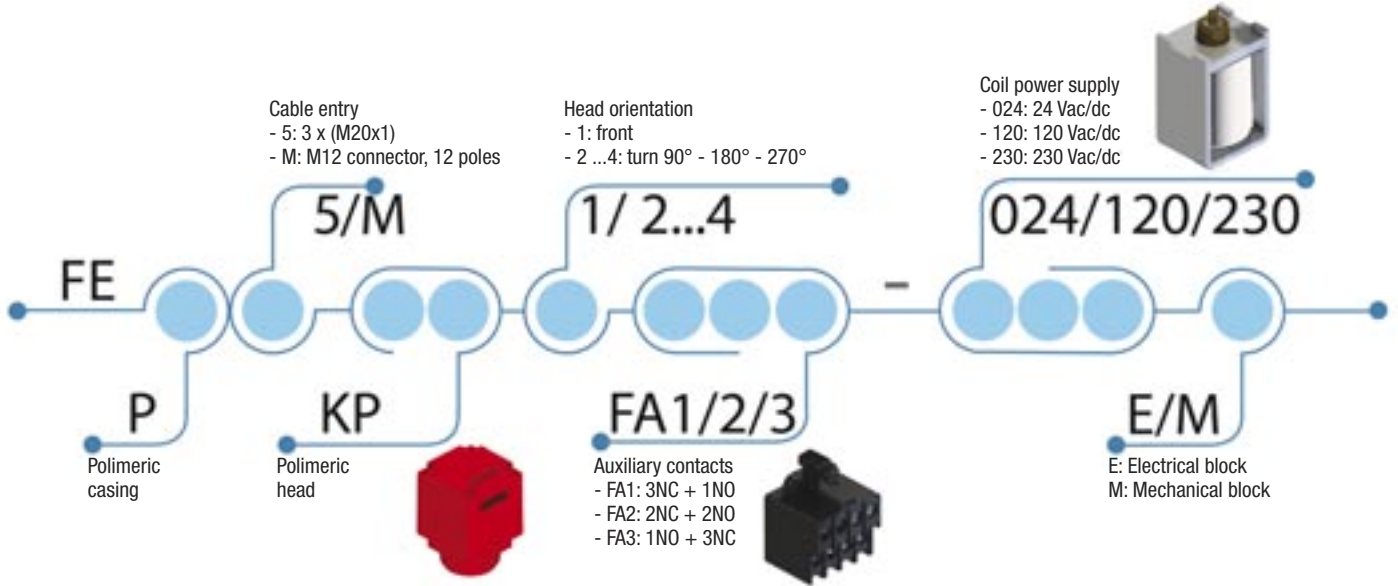 Cable entry
- 5: 3 x (M20x1)
- M: M12 connector, 12 poles
Head orientation
- 1: front
- 2 ...4: turn 90° - 180° - 270°
Coil power supply
- 024: 24 Vac/dc
- 120: 120 Vac/dc
- 230: 230 Vac/dc
5/M
1/ 2...4
024/120/230
FE
-
P
KP
FA1/2/3
E/M
Polimeric
casing
Polimeric
head
Auxiliary contacts
- FA1: 3NC + 1NO
- FA2: 2NC + 2NO
- FA3: 1NO + 3NC
E: Electrical block
M: Mechanical block